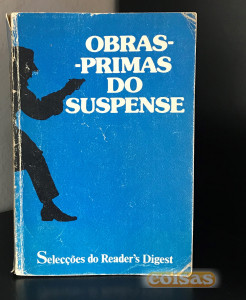 OBRAS-
-PRIMAS
DO
SUSPENSE
Selecções do Reader's Digest
coisas